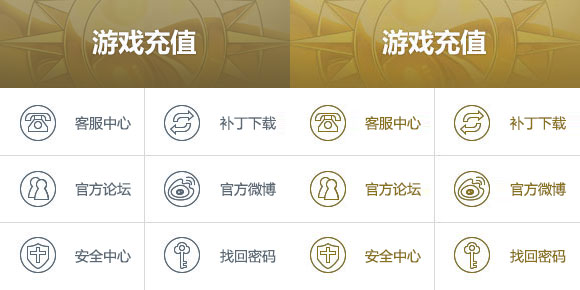 游戏充值 游戏充值
客服中心 补丁下载 客服中心 补丁下载
官方论坛 官方微博 官方论坛 官方微博
安全中心 找回密码 安全中心 找回密码